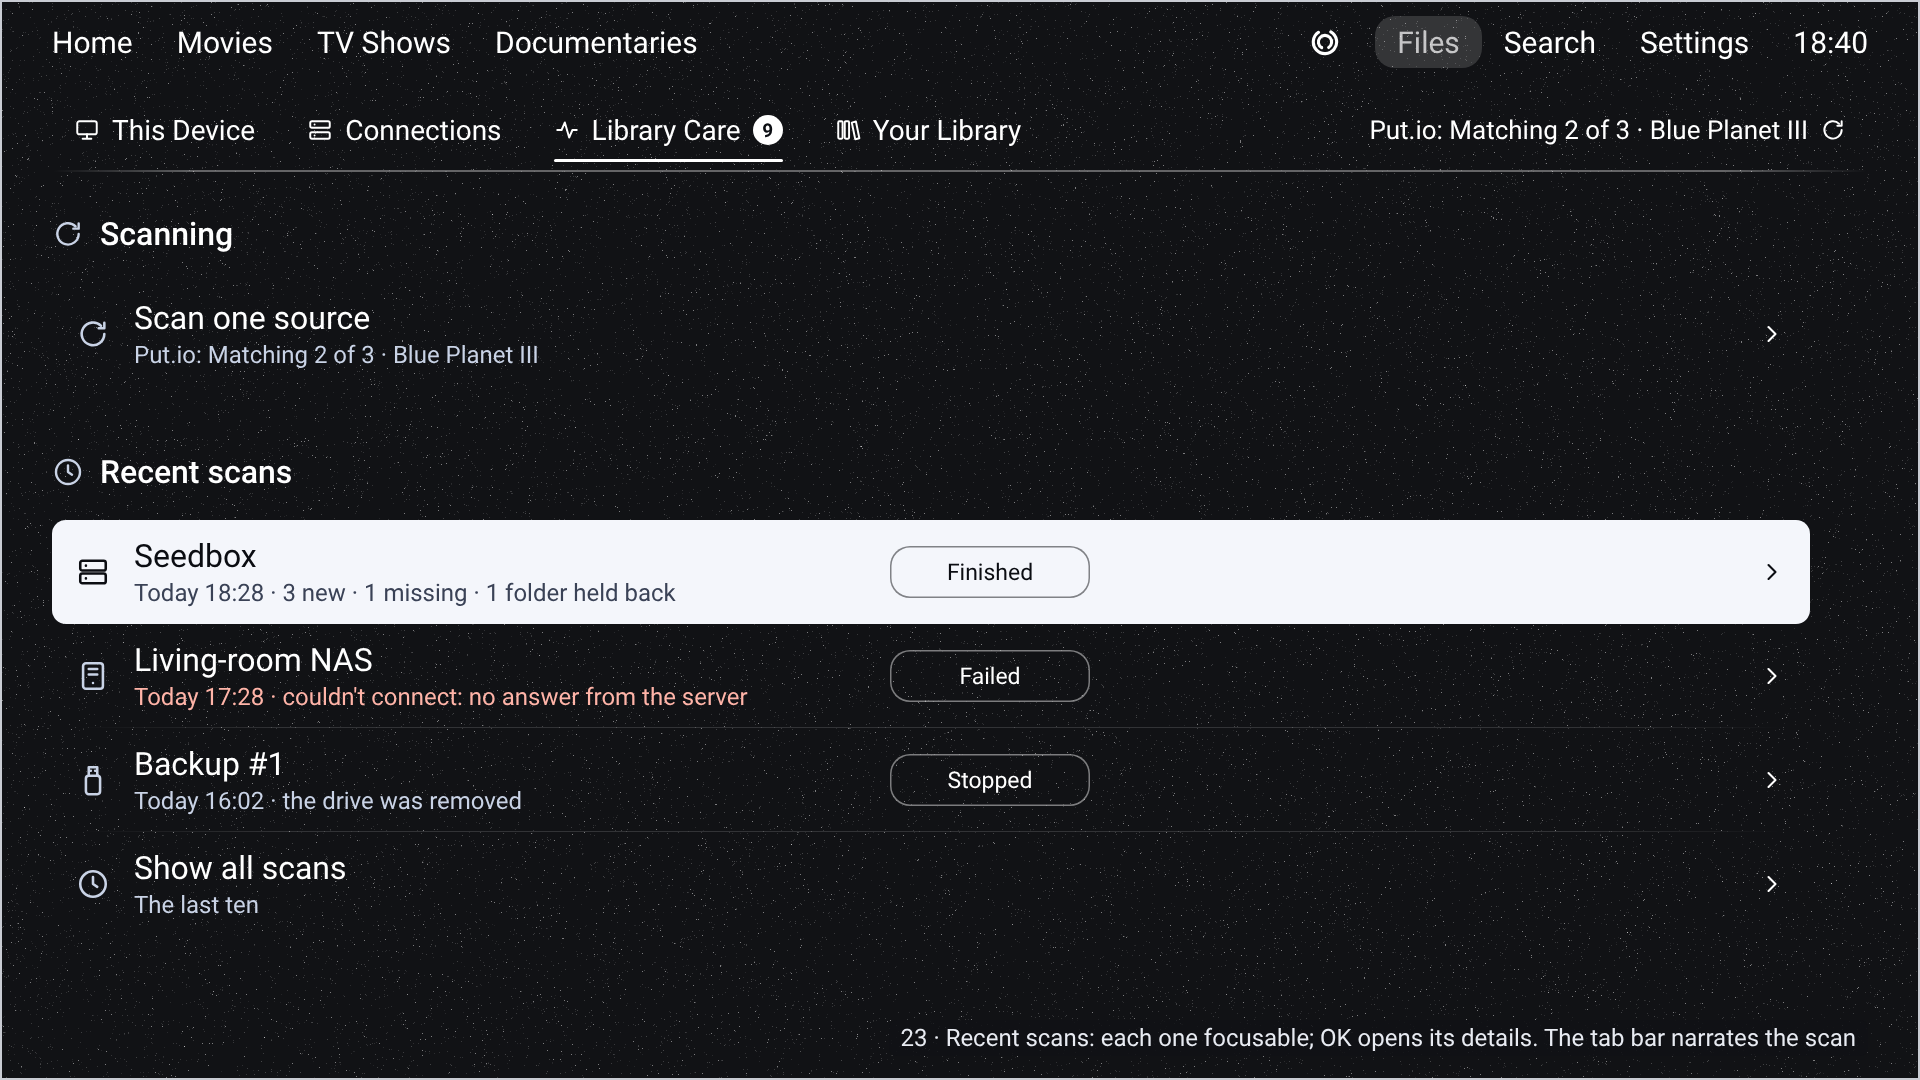 Home Movies TV Shows Documentaries Files Search Settings 18:40
This Device Connections Library Care 9 Your Library Put.io: Matching 2 of 3 · Blue Planet III
Scanning
Scan one source
Put.io: Matching 2 of 3 · Blue Planet III
Recent scans
Seedbox
Today 18:28 · 3 new · 1 missing · 1 folder held back
Finished
Living-room NAS
Today 17:28 · couldn't connect: no answer from the server
Failed
Backup #1
Today 16:02 · the drive was removed
Stopped
Show all scans
The last ten
23 · Recent scans: each one focusable; OK opens its details. The tab bar narrates the scan